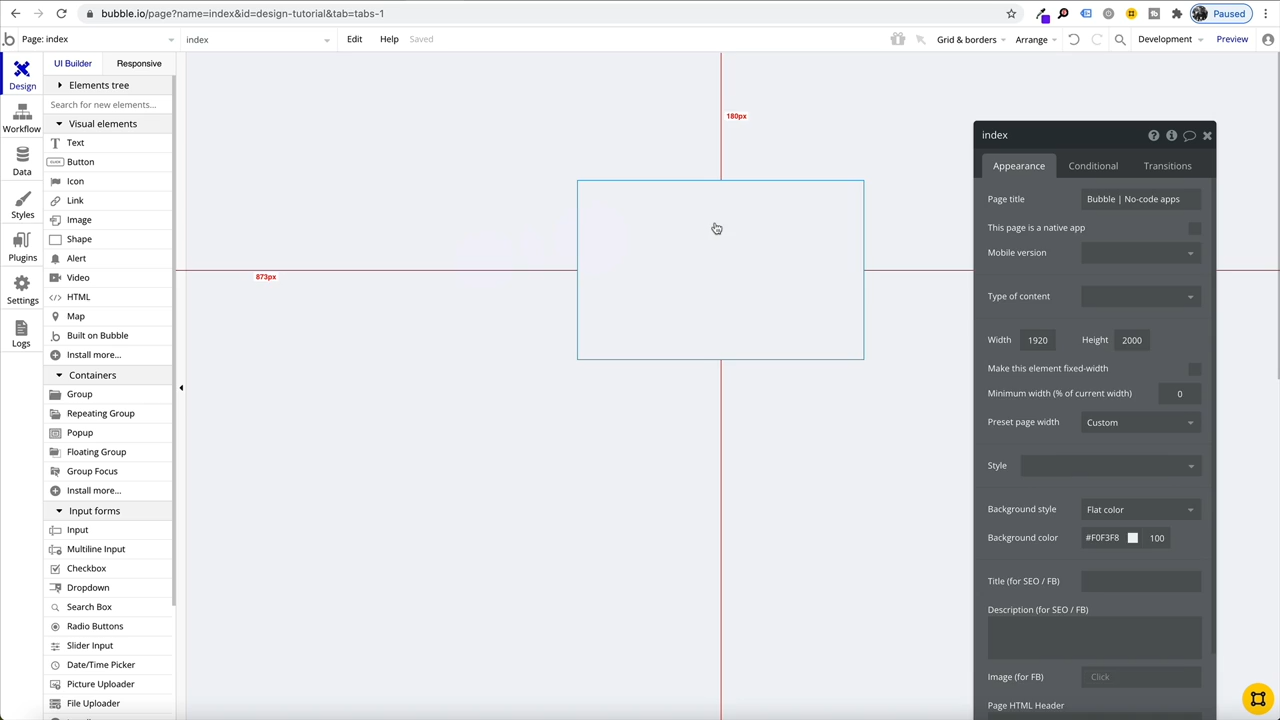 bubble.io/page?name=index&id=design-tutorial&tab=tabs-1
Paused
Page: index
index
Edit
Help
Saved
Grid & borders
Arrange
Development
Preview
Design
Workflow
Data
Styles
Plugins
Settings
Logs
UI Builder
Responsive
Elements tree
Search for new elements...
Visual elements
Text
CLICK
Button
Icon
Link
Image
Shape
Alert
Video
HTML
Map
Built on Bubble
Install more...
Containers
Group
Repeating Group
Popup
Floating Group
Group Focus
Install more...
Input forms
Input
Multiline Input
Checkbox
Dropdown
Search Box
Radio Buttons
Slider Input
Date/Time Picker
Picture Uploader
File Uploader
180px
873px
index
Appearance
Conditional
Transitions
Page title
Bubble | No-code apps
This page is a native app
Mobile version
Type of content
Width
1920
Height
2000
Make this element fixed-width
Minimum width (% of current width)
0
Preset page width
Custom
Style
Background style
Flat color
Background color
#F0F3F8
100
Title (for SEO / FB)
Description (for SEO / FB)
Image (for FB)
Click
Page HTML Header